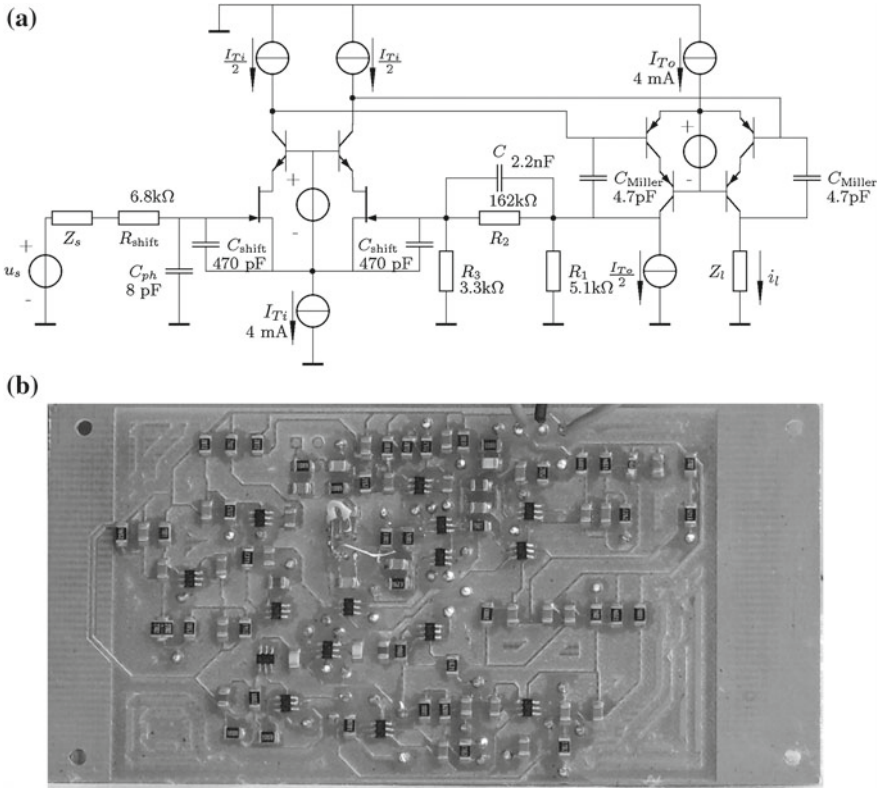 (a)
I_Ti/2
I_Ti/2
I_To
4 mA
+
-
+
-
C
2.2nF
162kΩ
R_2
C_Miller
4.7pF
C_Miller
4.7pF
6.8kΩ
R_shift
Z_s
+
u_s
-
C_ph
8 pF
C_shift
470 pF
C_shift
470 pF
I_Ti
4 mA
R_3
3.3kΩ
R_1
5.1kΩ
I_To/2
Z_l
i_l
(b)